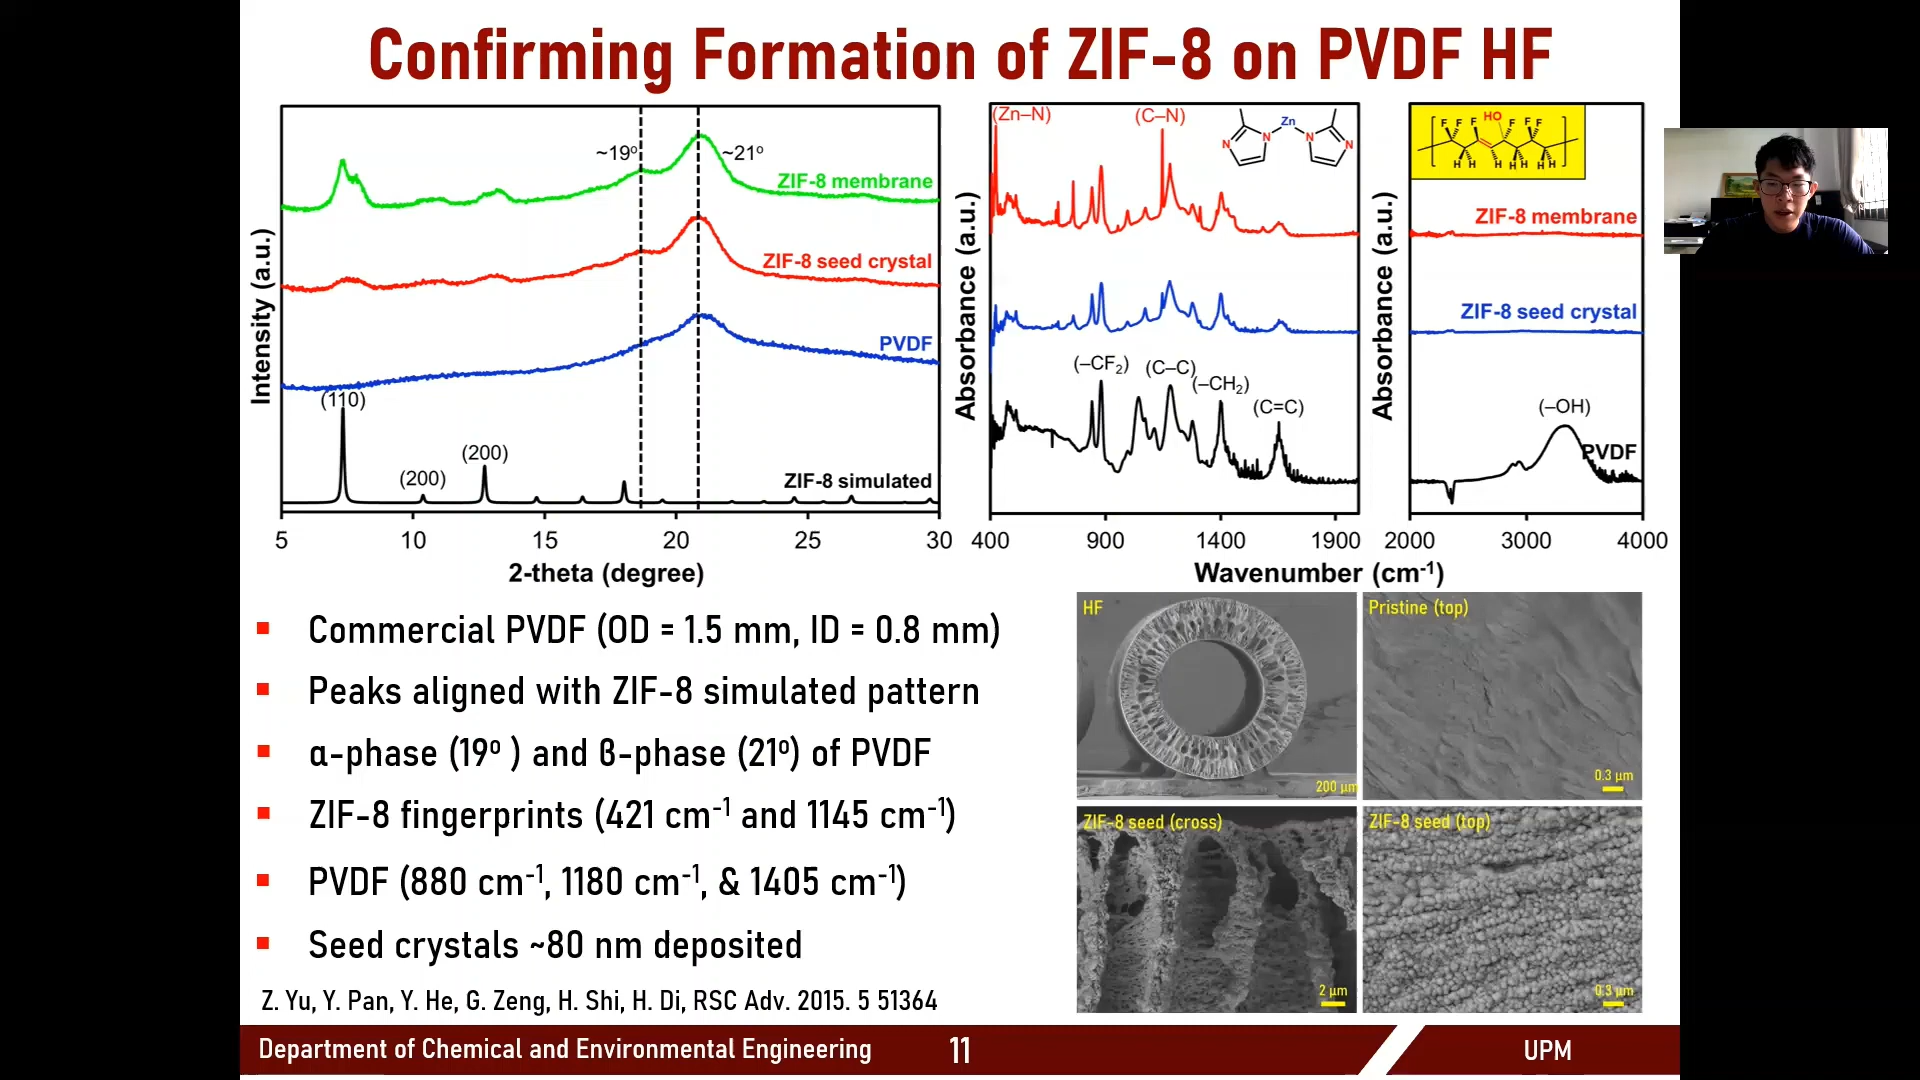 Confirming Formation of ZIF-8 on PVDF HF
Intensity (a.u.)
~19º
~21º
ZIF-8 membrane
ZIF-8 seed crystal
PVDF
(110)
(200)
(200)
ZIF-8 simulated
5 10 15 20 25 30
2-theta (degree)
Absorbance (a.u.)
(Zn–N)
(C–N)
N N Zn N N
(–CF₂)
(C–C)
(–CH₂)
(C=C)
400 900 1400 1900
Absorbance (a.u.)
HO
F F F F F F
H H H H H H H
ZIF-8 membrane
ZIF-8 seed crystal
(–OH)
PVDF
2000 3000 4000
Wavenumber (cm⁻¹)
▪ Commercial PVDF (OD = 1.5 mm, ID = 0.8 mm)
▪ Peaks aligned with ZIF-8 simulated pattern
▪ α-phase (19º ) and β-phase (21º) of PVDF
▪ ZIF-8 fingerprints (421 cm⁻¹ and 1145 cm⁻¹)
▪ PVDF (880 cm⁻¹, 1180 cm⁻¹, & 1405 cm⁻¹)
▪ Seed crystals ~80 nm deposited
HF
200 µm
Pristine (top)
0.3 µm
ZIF-8 seed (cross)
2 µm
ZIF-8 seed (top)
0.3 µm
Z. Yu, Y. Pan, Y. He, G. Zeng, H. Shi, H. Di, RSC Adv. 2015. 5 51364
Department of Chemical and Environmental Engineering
11
UPM